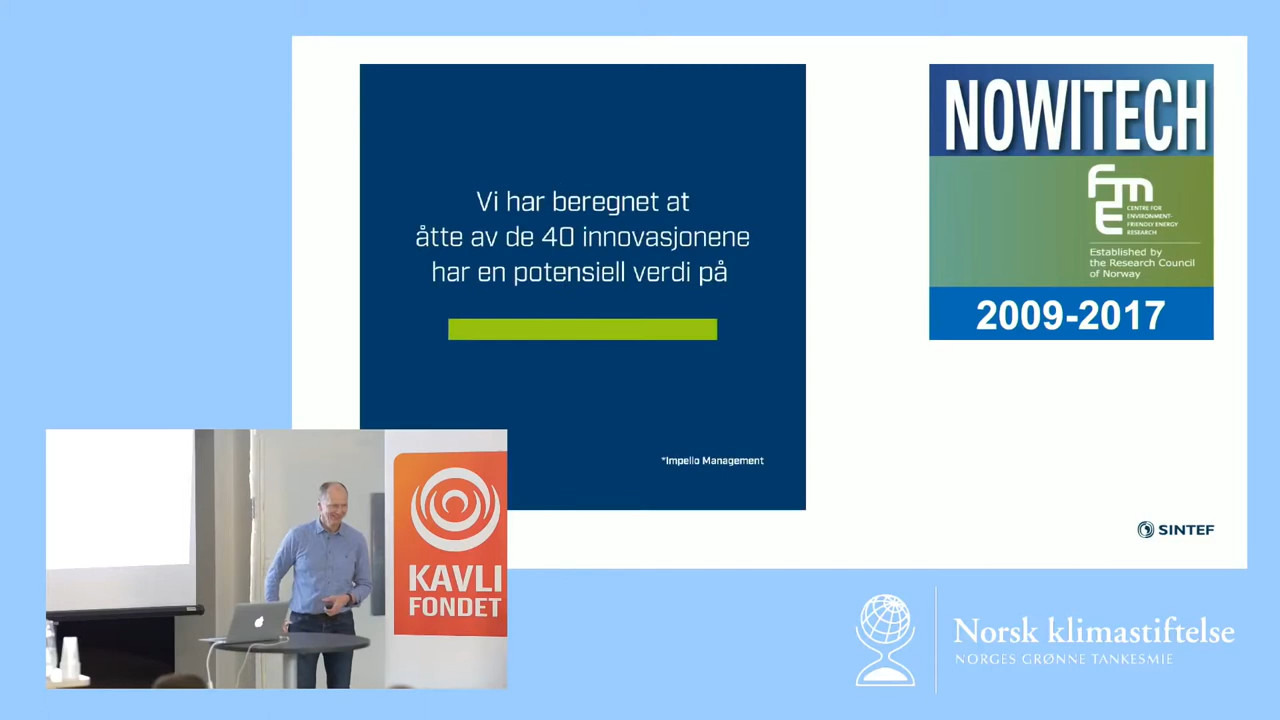 Vi har beregnet at
åtte av de 40 innovasjonene
har en potensiell verdi på
*Impello Management
NOWITECH
FME
CENTRE FOR
ENVIRONMENT-
FRIENDLY ENERGY
RESEARCH
Established by
the Research Council
of Norway
2009-2017
SINTEF
KAVLI
FONDET
Norsk klimastiftelse
NORGES GRØNNE TANKESMIE